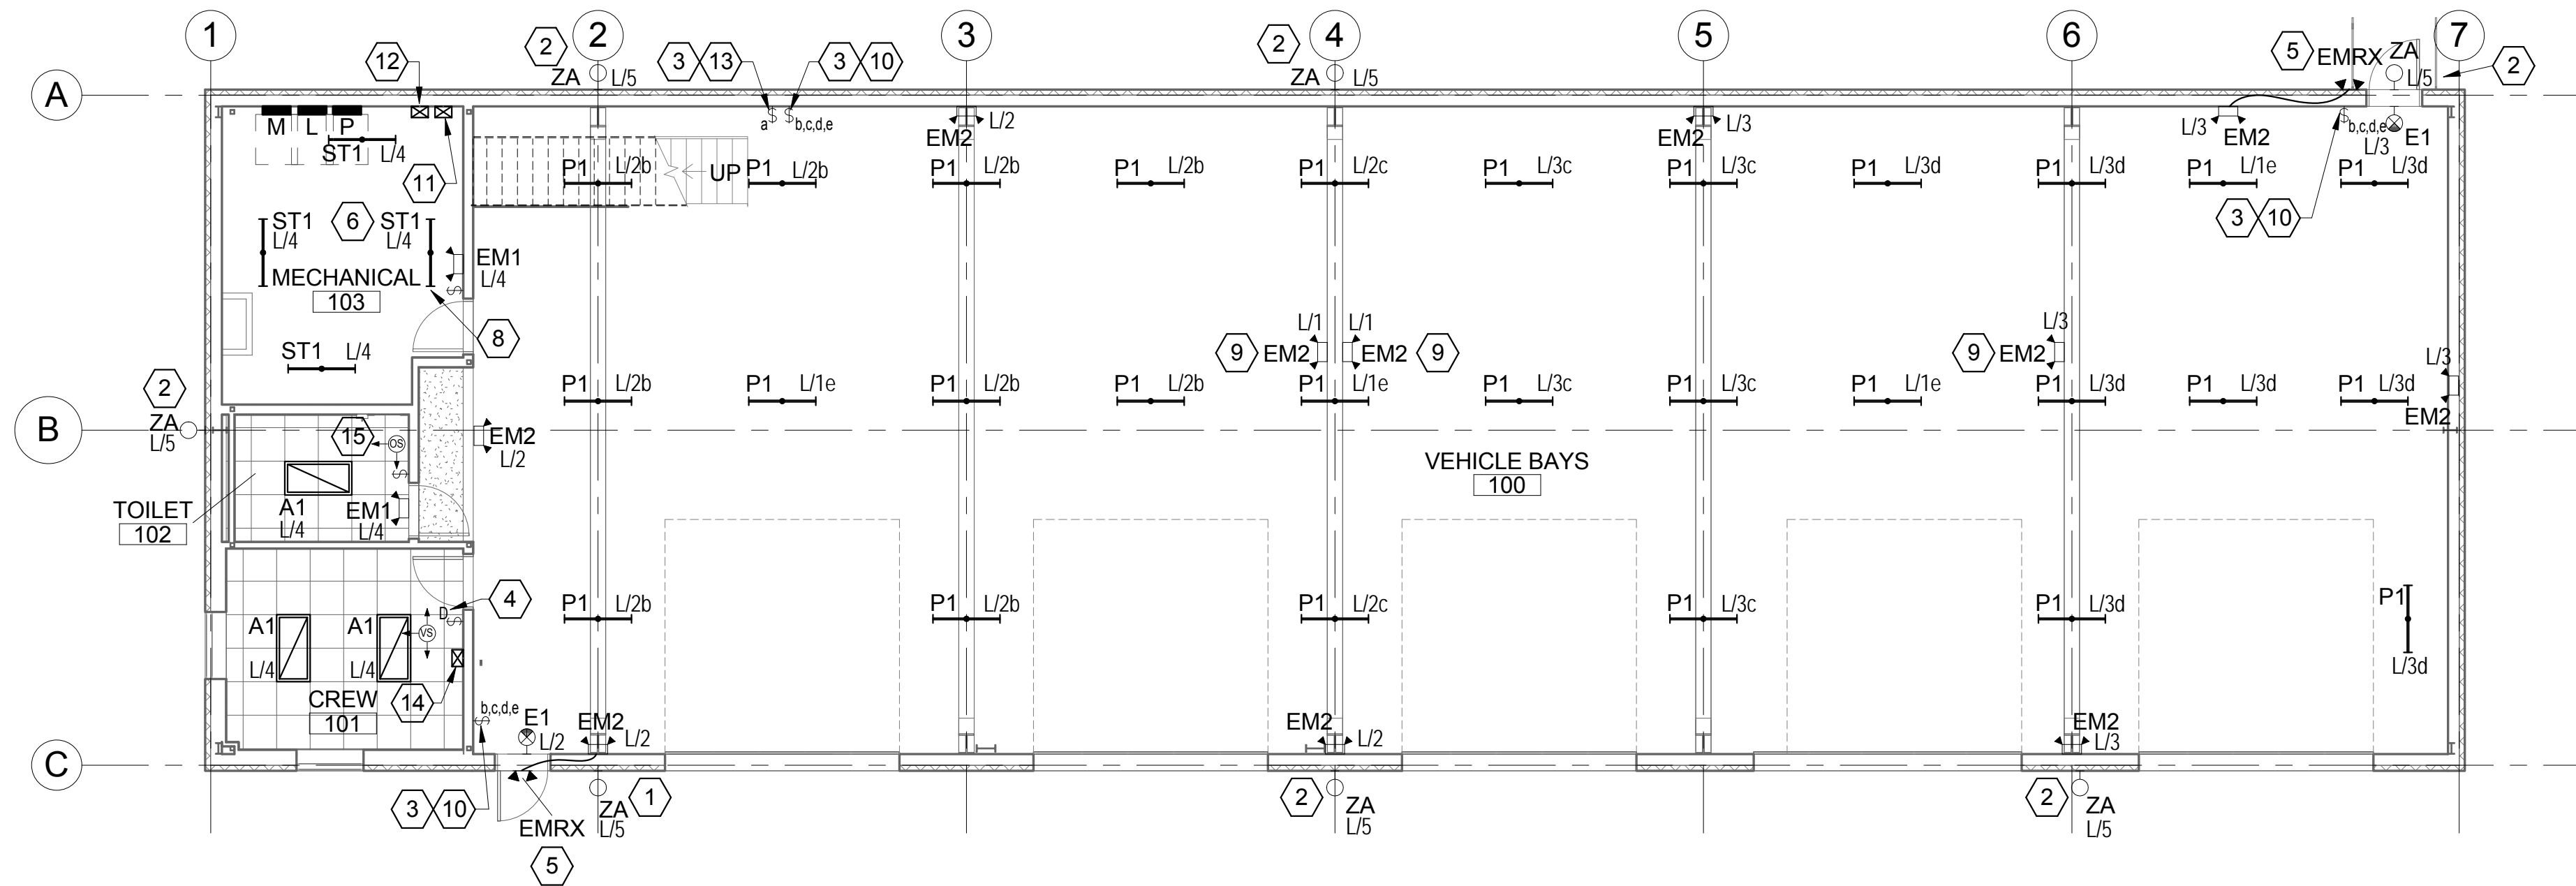 1
2
2
3
2
4
5
6
7
A
12
ZA
L/5
3
13
3
10
ZA
L/5
5
EMRX
ZA
L/5
2
M
L
P
ST1
L/4
11
a
$
$
b,c,d,e
EM2
L/2
EM2
L/3
L/3
EM2
$
b,c,d,e
L/3
E1
P1
L/2b
UP
P1
L/2b
P1
L/2b
P1
L/2b
P1
L/2c
P1
L/3c
P1
L/3c
P1
L/3d
P1
L/3d
P1
L/1e
P1
L/3d
3
10
ST1
L/4
6
ST1
L/4
EM1
L/4
$
MECHANICAL
103
8
ST1
L/4
9
EM2
L/1
L/1
EM2
9
9
EM2
L/3
L/3
EM2
2
ZA
L/5
B
P1
L/2b
P1
L/1e
P1
L/2b
P1
L/2b
P1
L/1e
P1
L/3c
P1
L/3c
P1
L/1e
P1
L/3d
P1
L/3d
P1
L/3d
15
OS
$
EM2
L/2
VEHICLE BAYS
100
TOILET
102
A1
L/4
EM1
L/4
4
D
$
VS
A1
L/4
A1
L/4
P1
L/2b
P1
L/2b
P1
L/2c
P1
L/3c
P1
L/3d
P1
L/3d
CREW
101
14
$
b,c,d,e
E1
L/2
EM2
L/2
EM2
L/2
EM2
L/3
C
3
10
EMRX
5
ZA
L/5
1
2
ZA
L/5
2
ZA
L/5